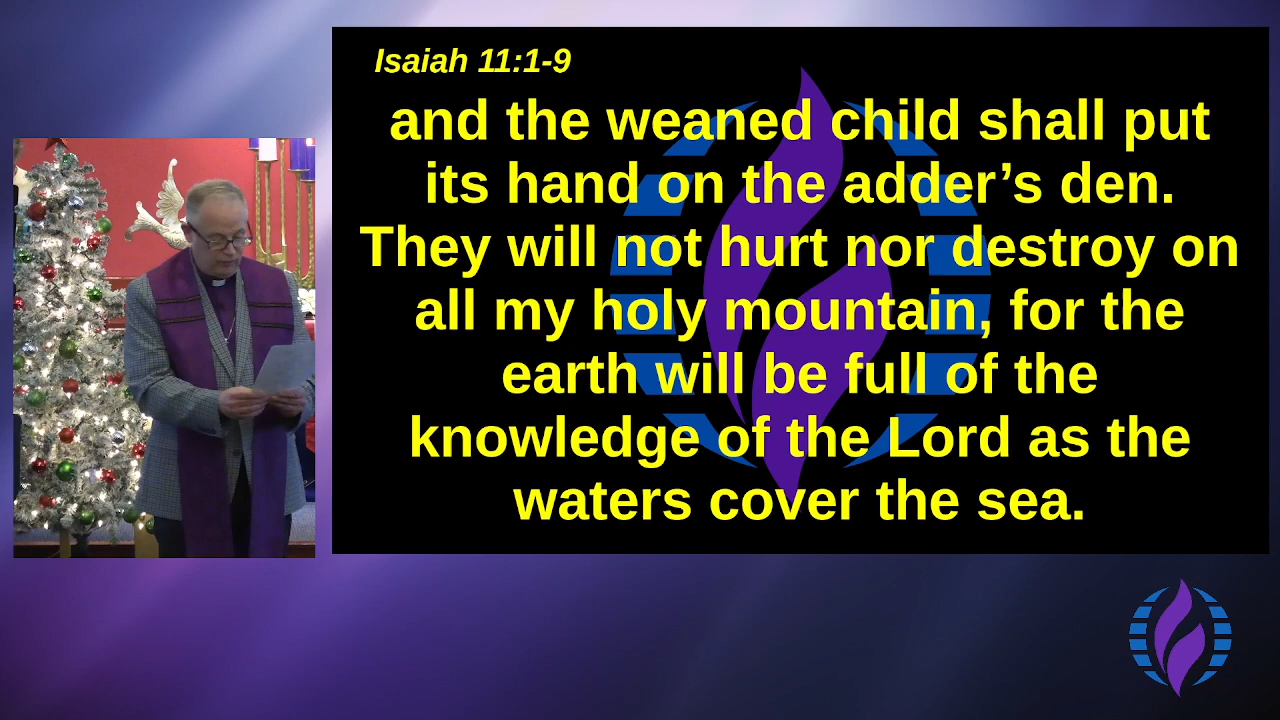 Isaiah 11:1-9
and the weaned child shall put
its hand on the adder’s den.
They will not hurt nor destroy on
all my holy mountain, for the
earth will be full of the
knowledge of the Lord as the
waters cover the sea.